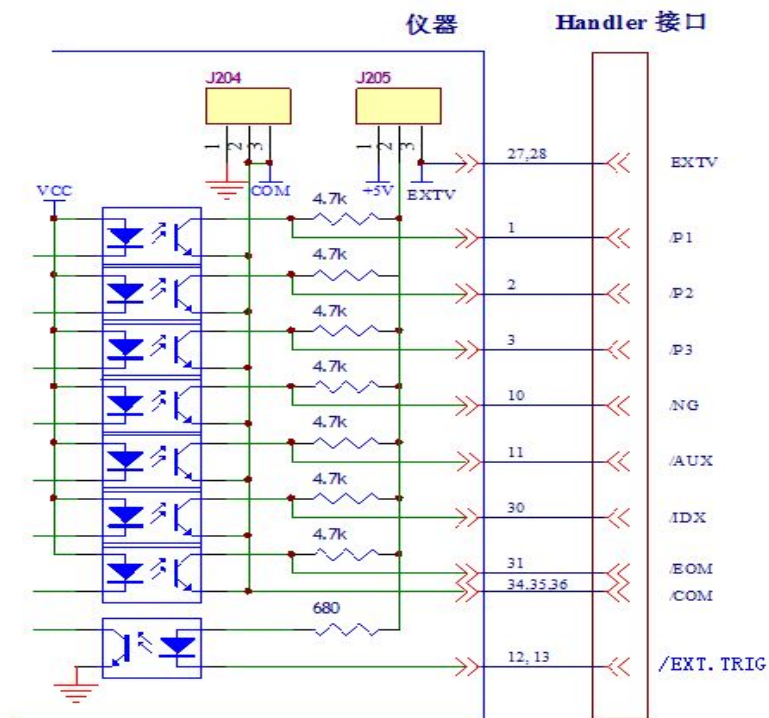 仪器 Handler 接口
J204 J205
1 2 3 1 2 3
27,28 EXTV
VCC COM +5V EXTV
4.7k
1 /P1
4.7k
2 /P2
4.7k
3 /P3
4.7k
10 /NG
4.7k
11 /AUX
4.7k
30 /IDX
4.7k
31 /EOM
34,35,36 /COM
680
12, 13 /EXT. TRIG